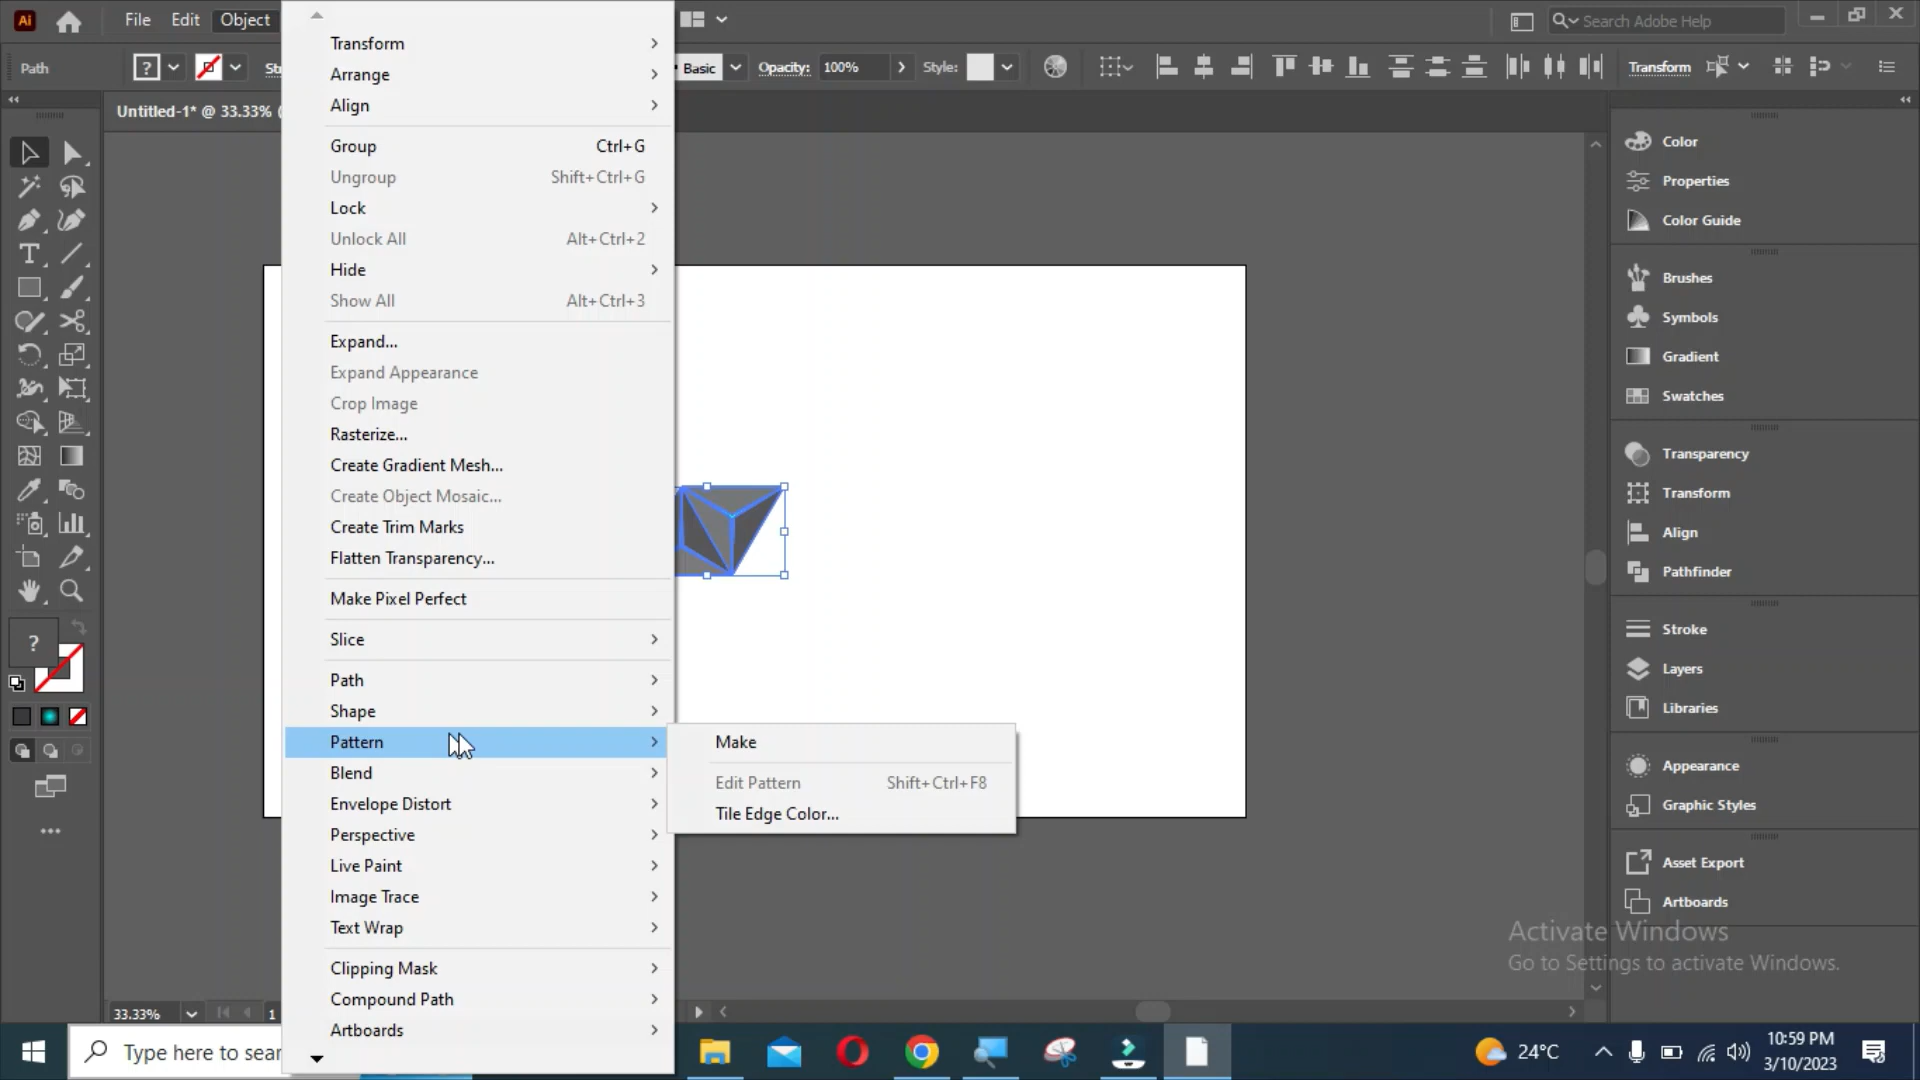 Ai
File Edit Object
Search Adobe Help
Path
?
Basic
Opacity:
100%
Style:
Transform
Untitled-1* @ 33.33%
Transform
Arrange
Align
Group Ctrl+G
Ungroup Shift+Ctrl+G
Lock
Unlock All Alt+Ctrl+2
Hide
Show All Alt+Ctrl+3
Expand...
Expand Appearance
Crop Image
Rasterize...
Create Gradient Mesh...
Create Object Mosaic...
Create Trim Marks
Flatten Transparency...
Make Pixel Perfect
Slice
Path
Shape
Pattern
Blend
Envelope Distort
Perspective
Live Paint
Image Trace
Text Wrap
Clipping Mask
Compound Path
Artboards
Make
Edit Pattern Shift+Ctrl+F8
Tile Edge Color...
?
Color
Properties
Color Guide
Brushes
Symbols
Gradient
Swatches
Transparency
Transform
Align
Pathfinder
Stroke
Layers
Libraries
Appearance
Graphic Styles
Asset Export
Artboards
Activate Windows
Go to Settings to activate Windows.
33.33%
1
Type here to sear
24°C
10:59 PM
3/10/2023